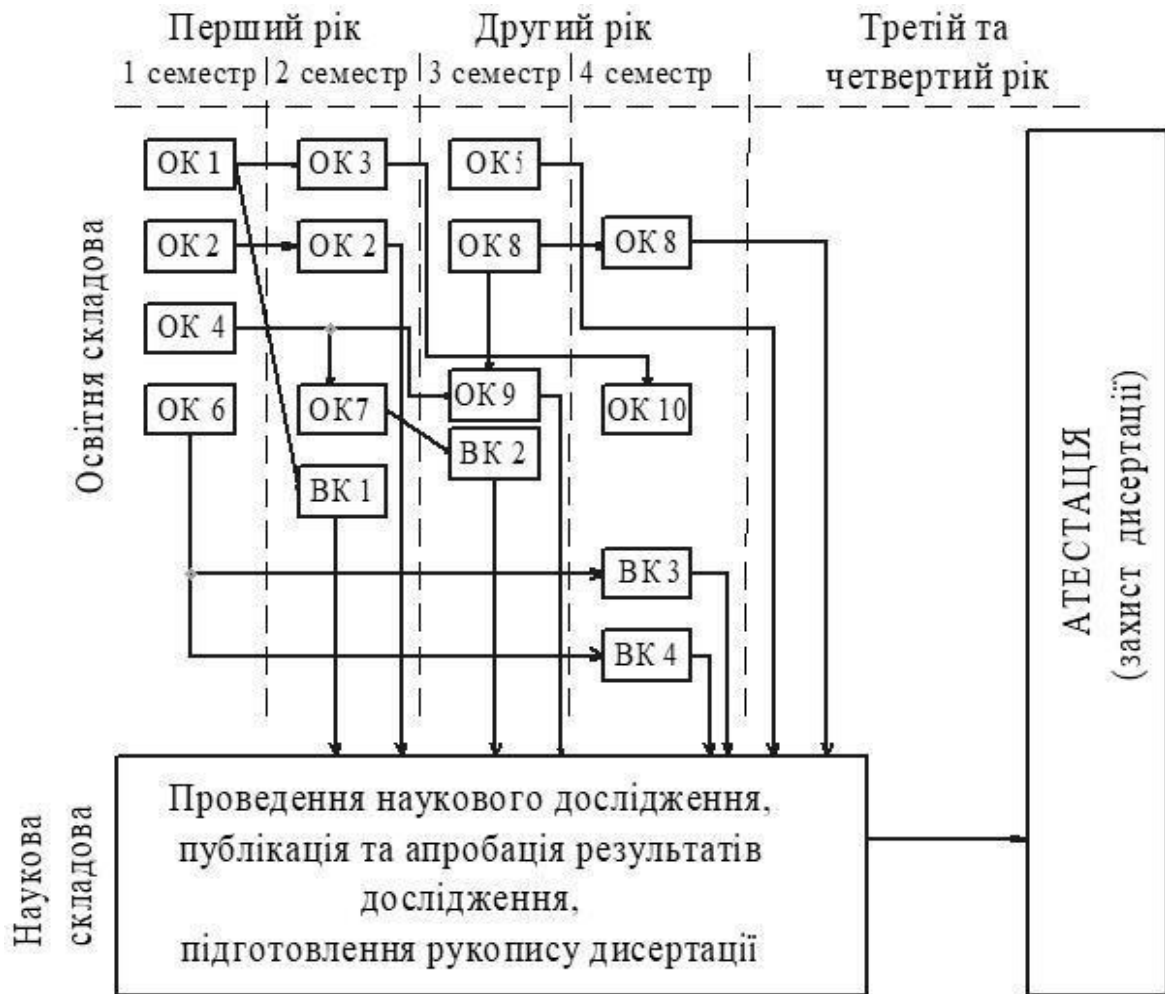 Перший рік
Другий рік
Третій та
четвертий рік
1 семестр
2 семестр
3 семестр
4 семестр
Освітня складова
ОК 1
ОК 3
ОК 5
ОК 2
ОК 2
ОК 8
ОК 8
ОК 4
ОК 6
ОК7
ОК 9
ОК 10
ВК 2
ВК 1
ВК 3
ВК 4
АТЕСТАЦІЯ
(захист дисертації)
Наукова
складова
Проведення наукового дослідження,
публікація та апробація результатів
дослідження,
підготовлення рукопису дисертації